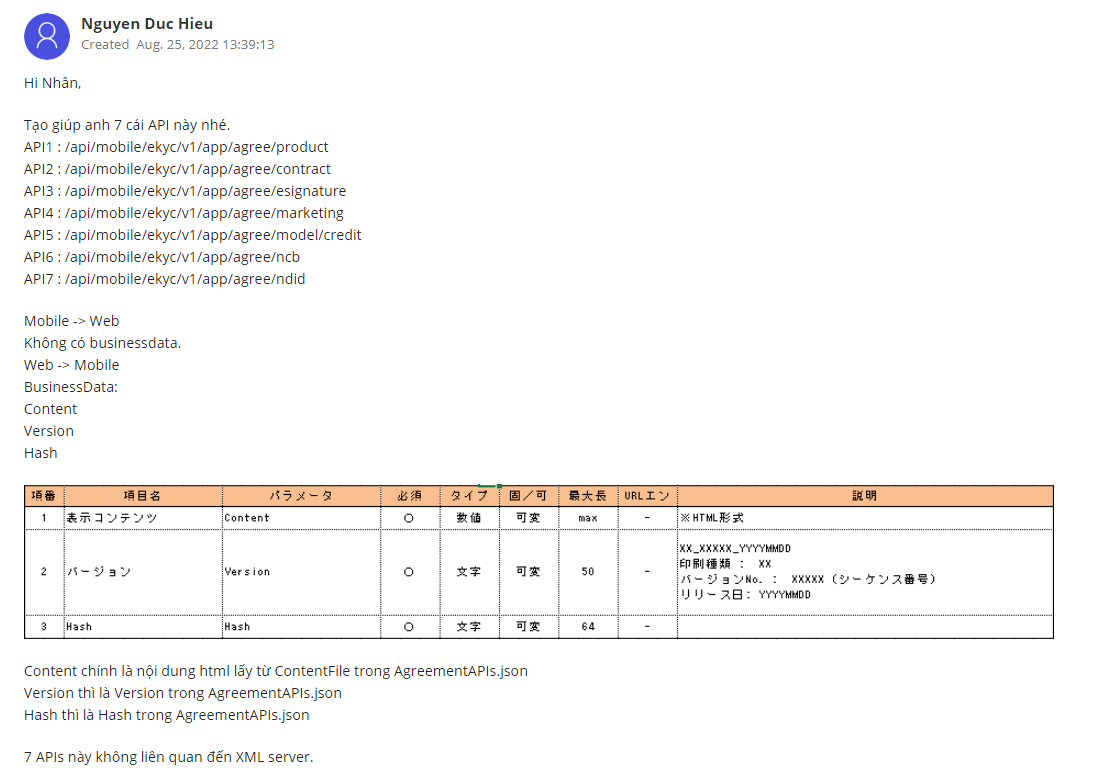 Nguyen Duc Hieu
Created Aug. 25, 2022 13:39:13
Hi Nhân,
Tạo giúp anh 7 cái API này nhé.
API1 : /api/mobile/ekyc/v1/app/agree/product
API2 : /api/mobile/ekyc/v1/app/agree/contract
API3 : /api/mobile/ekyc/v1/app/agree/esignature
API4 : /api/mobile/ekyc/v1/app/agree/marketing
API5 : /api/mobile/ekyc/v1/app/agree/model/credit
API6 : /api/mobile/ekyc/v1/app/agree/ncb
API7 : /api/mobile/ekyc/v1/app/agree/ndid
Mobile -> Web
Không có businessdata.
Web -> Mobile
BusinessData:
Content
Version
Hash
項番 項目名 パラメータ 必須 タイプ 固/可 最大長 URLエン 説明
1 表示コンテンツ Content ○ 数値 可変 max - ※HTML形式
XX_XXXXX_YYYYMMDD
印刷種類 : XX
2 バージョン Version ○ 文字 可変 50 - バージョンNo. : XXXXX (シーケンス番号)
リリース日: YYYYMMDD
3 Hash Hash ○ 文字 可変 64 -
Content chính là nội dung html lấy từ ContentFile trong AgreementAPIs.json
Version thì là Version trong AgreementAPIs.json
Hash thì là Hash trong AgreementAPIs.json
7 APIs này không liên quan đến XML server.